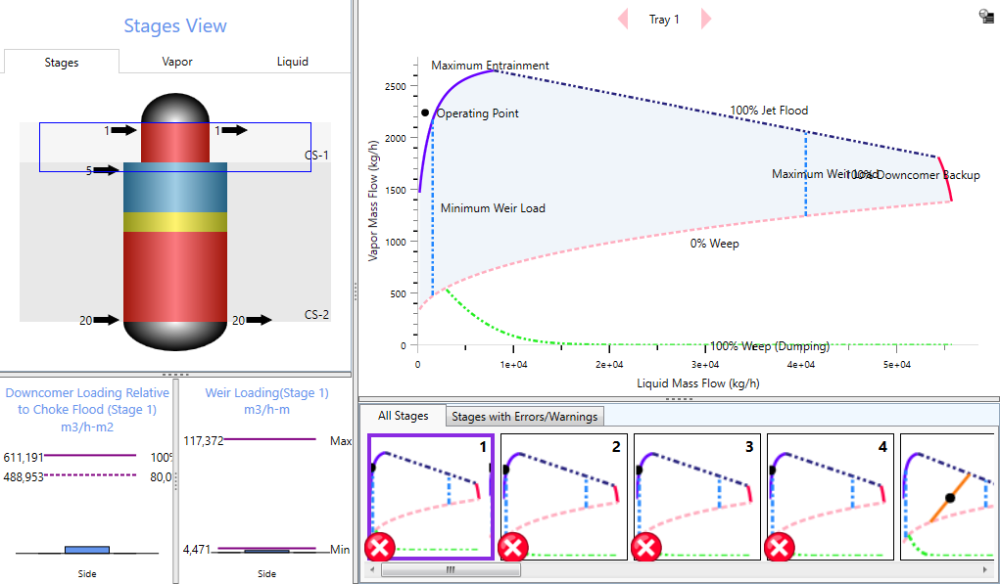 Stages View
Stages
Vapor
Liquid
1
1
CS-1
5
20
20
CS-2
Downcomer Loading Relative
to Choke Flood (Stage 1)
m3/h-m2
611,191
100%
488,953
80,0
Side
Weir Loading(Stage 1)
m3/h-m
117,372
Max
4,471
Min
Side
Tray 1
Maximum Entrainment
Operating Point
100% Jet Flood
Maximum Weir Load
100% Downcomer Backup
Minimum Weir Load
0% Weep
100% Weep (Dumping)
Vapor Mass Flow (kg/h)
2500
2000
1500
1000
500
0
0
1e+04
2e+04
3e+04
4e+04
5e+04
Liquid Mass Flow (kg/h)
All Stages
Stages with Errors/Warnings
1
2
3
4